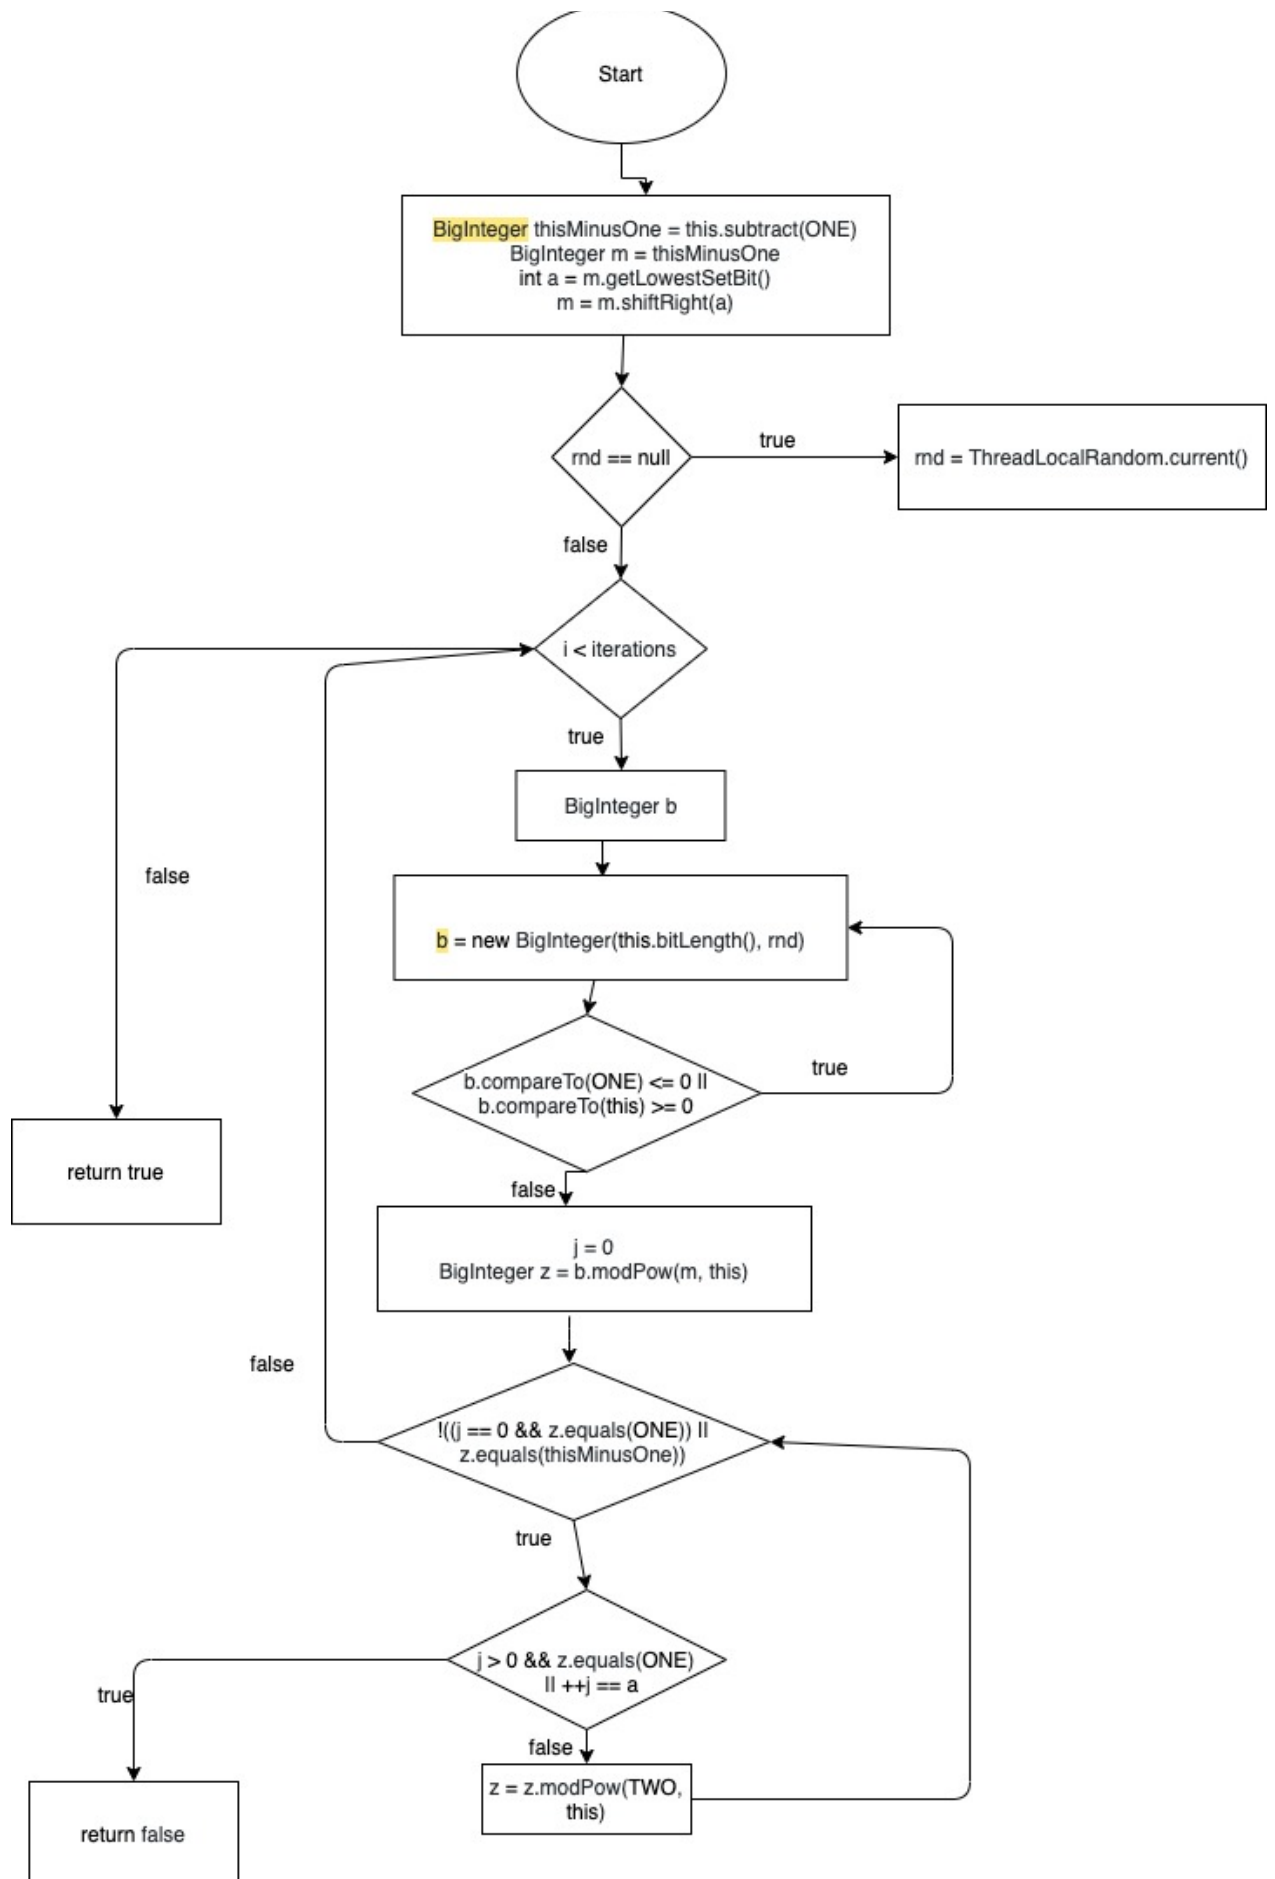 Start
BigInteger thisMinusOne = this.subtract(ONE)
BigInteger m = thisMinusOne
int a = m.getLowestSetBit()
m = m.shiftRight(a)
rnd == null
true
rnd = ThreadLocalRandom.current()
false
i < iterations
true
BigInteger b
false
b = new BigInteger(this.bitLength(), rnd)
b.compareTo(ONE) <= 0 ||
b.compareTo(this) >= 0
true
return true
false
j = 0
BigInteger z = b.modPow(m, this)
false
!((j == 0 && z.equals(ONE)) ||
z.equals(thisMinusOne))
true
j > 0 && z.equals(ONE)
|| ++j == a
true
false
z = z.modPow(TWO,
this)
return false